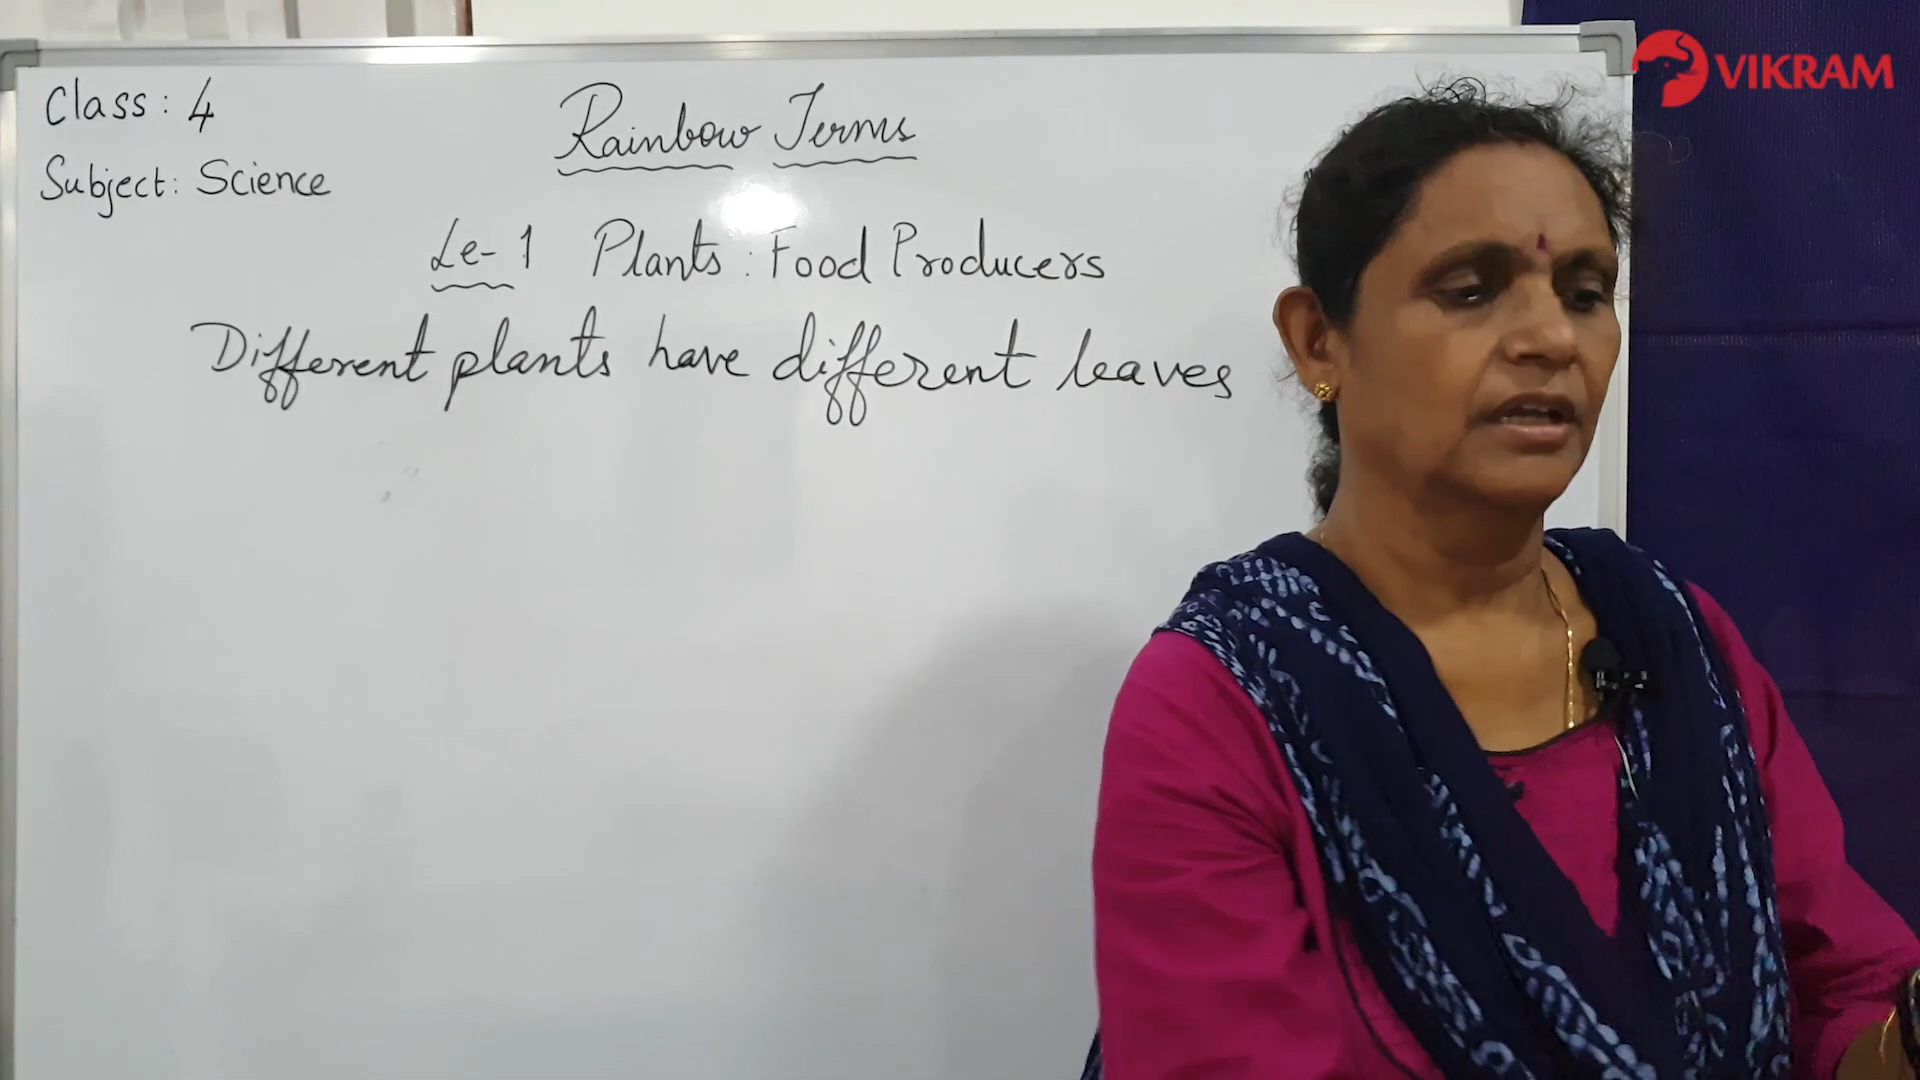 VIKRAM
Class: 4
Rainbow Terms
Subject: Science
Le-1 Plants: Food Producers
Different plants have different leaves